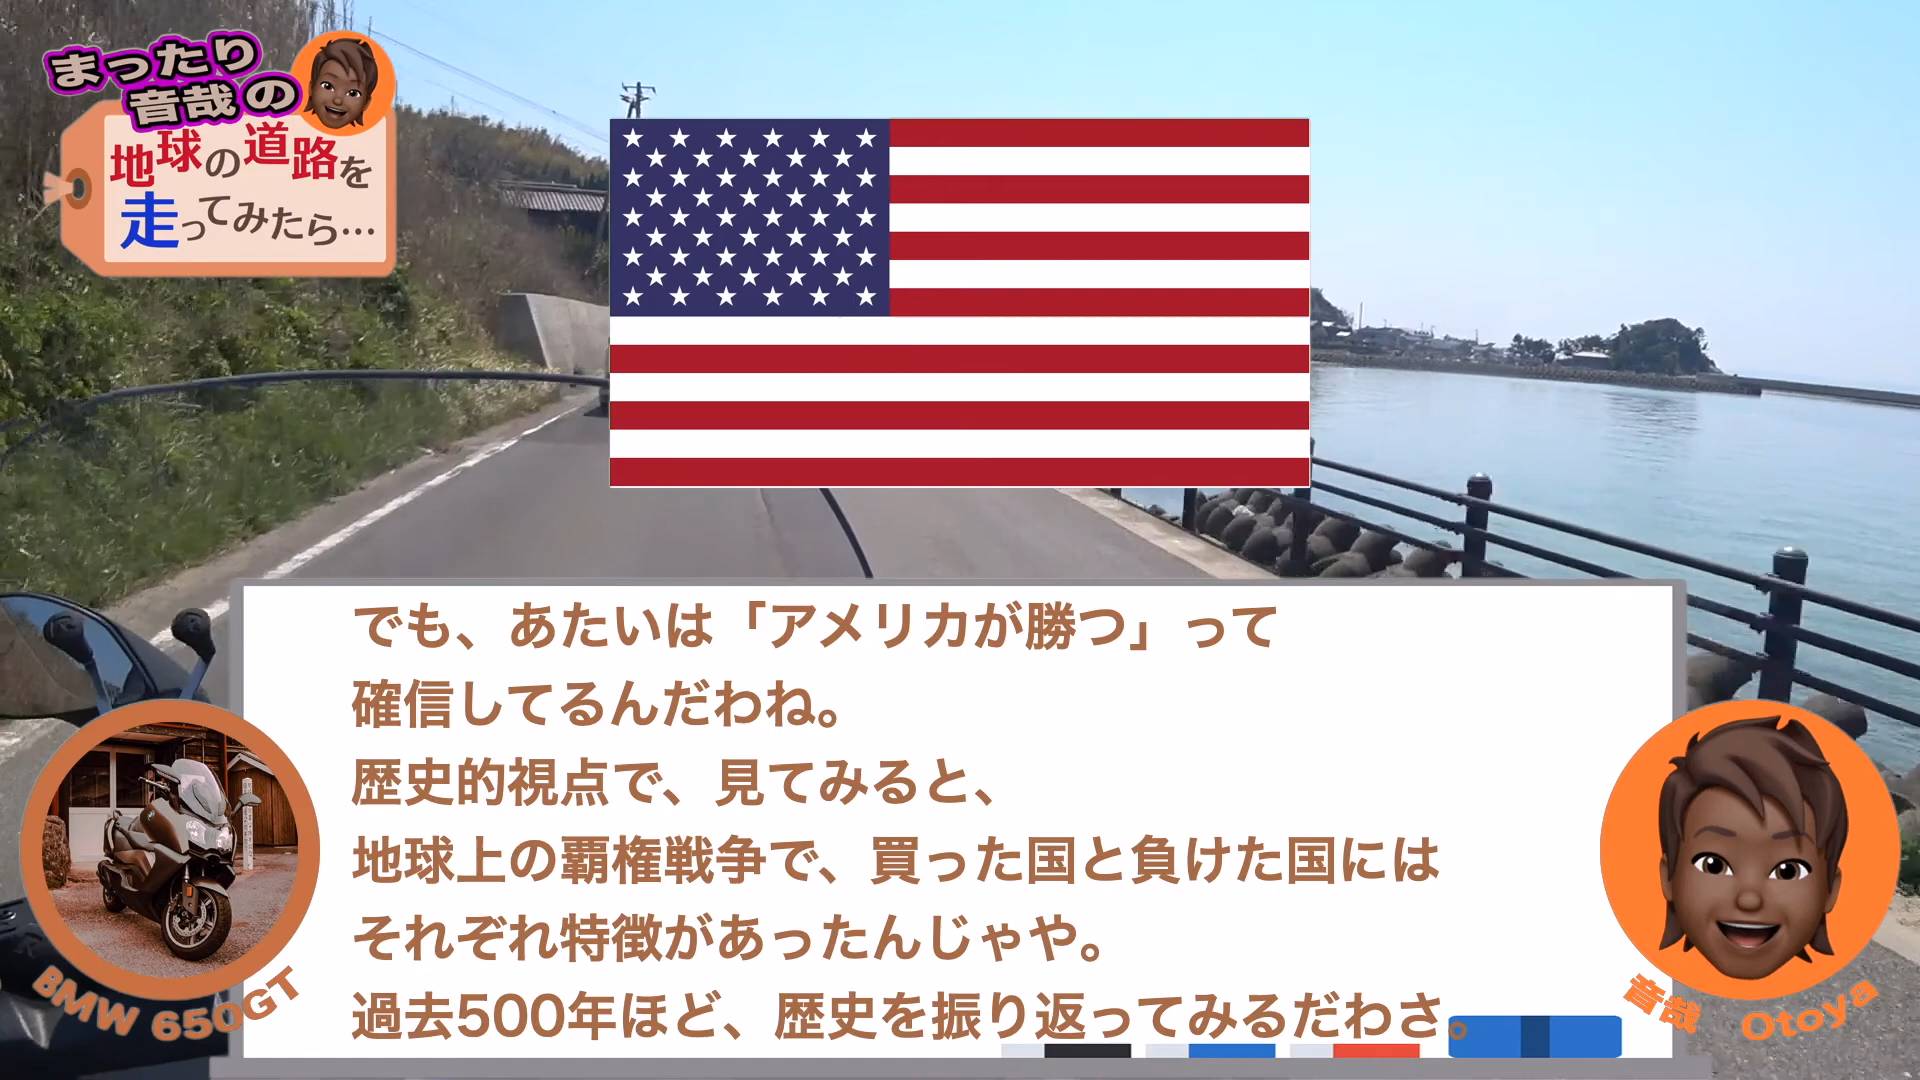 まったり
音哉の
地球の道路を
走ってみたら…
でも、あたいは「アメリカが勝つ」って
確信してるんだわね。
歴史的視点で、見てみると、
地球上の覇権戦争で、買った国と負けた国には
それぞれ特徴があったんじゃや。
過去500年ほど、歴史を振り返ってみるだわさ。
BMW 650GT
音哉 Otoya